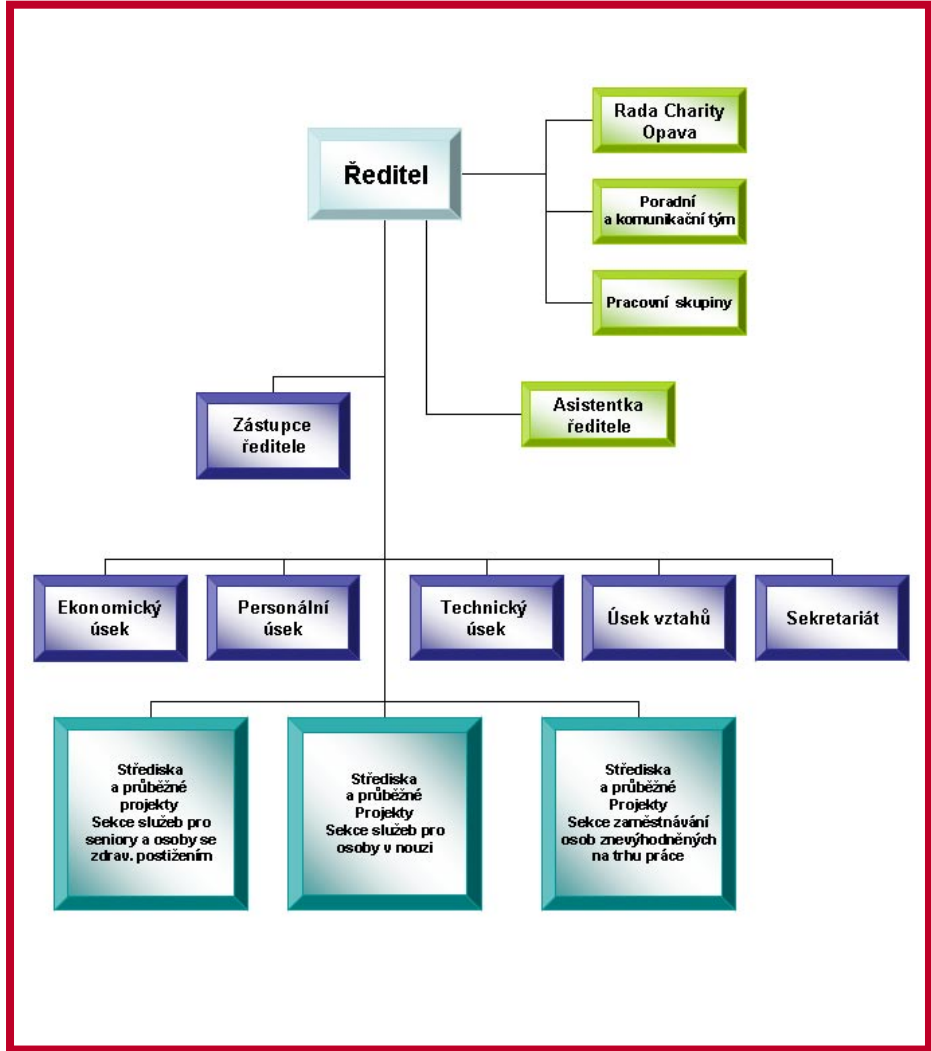 Ředitel
Rada Charity
Opava
Poradní
a komunikační tým
Pracovní skupiny
Zástupce
ředitele
Asistentka
ředitele
Ekonomický
úsek
Personální
úsek
Technický
úsek
Úsek vztahů
Sekretariát
Střediska
a průběžné
projekty
Sekce služeb pro
seniory a osoby se
zdrav. postižením
Střediska
a průběžné
Projekty
Sekce služeb pro
osoby v nouzi
Střediska
a průběžné
Projekty
Sekce zaměstnávání
osob znevýhodněných
na trhu práce